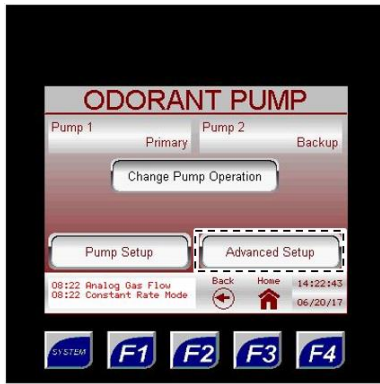 ODORANT PUMP
Pump 1
Primary
Pump 2
Backup
Change Pump Operation
Pump Setup
Advanced Setup
08:22 Analog Gas Flow
08:22 Constant Rate Mode
Back
Home
14:22:43
06/20/17
SYSTEM
F1
F2
F3
F4